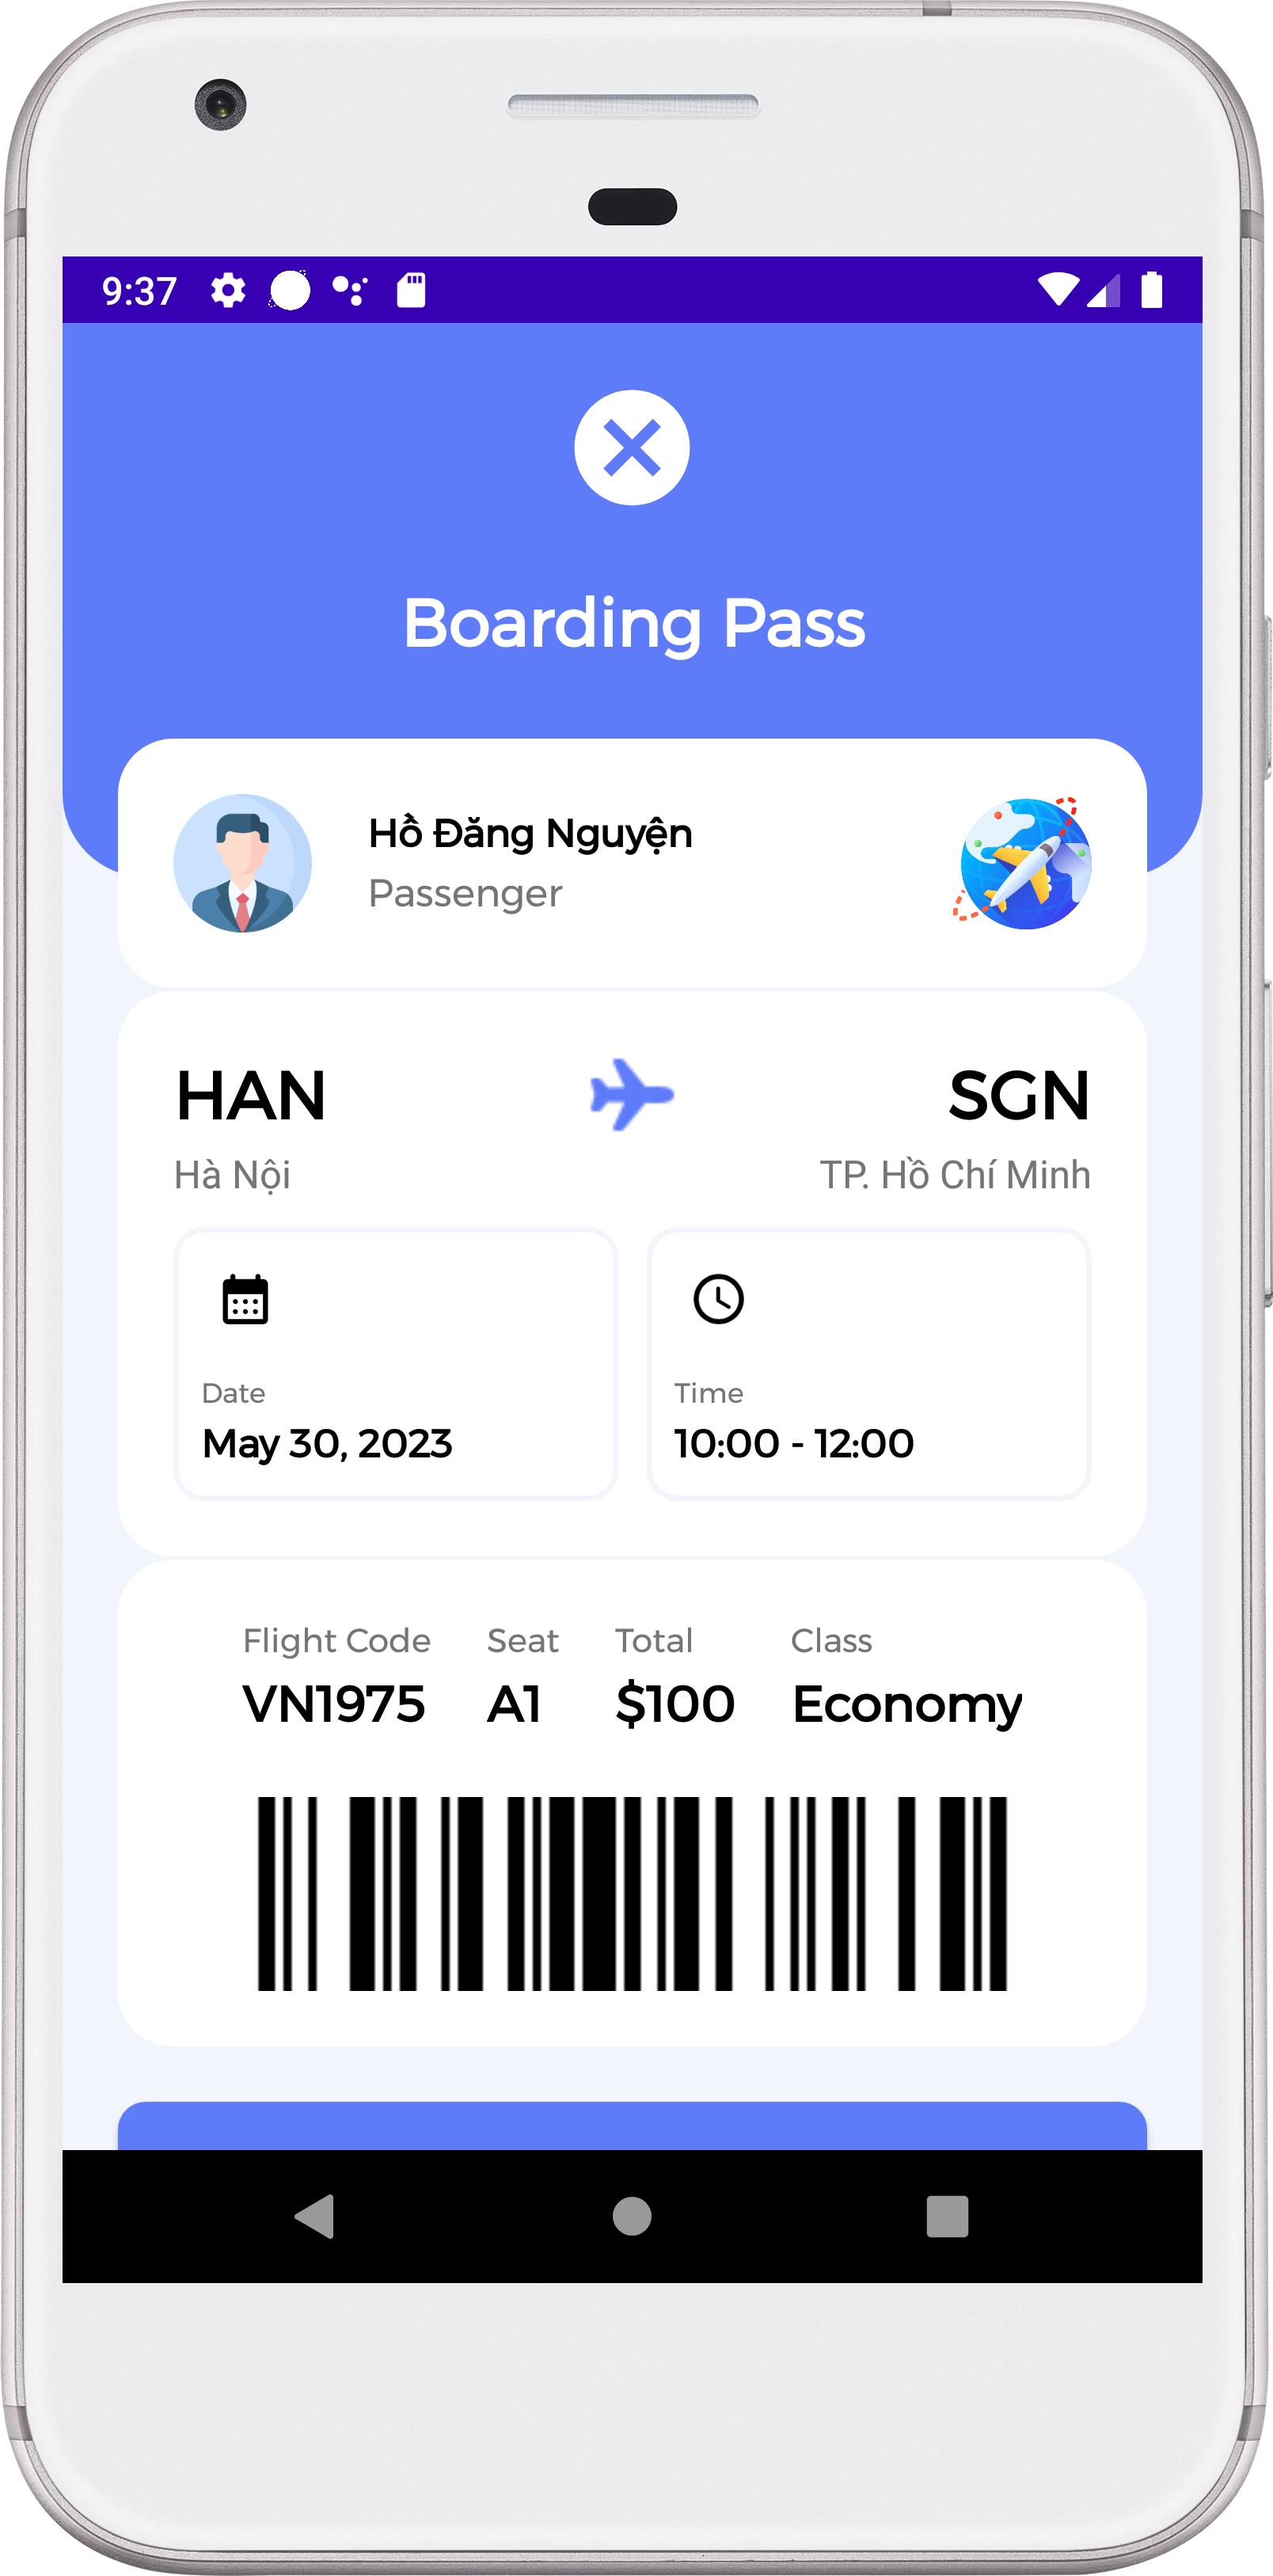 9:37
Boarding Pass
Hồ Đăng Nguyện
Passenger
HAN
SGN
Hà Nội
TP. Hồ Chí Minh
Date
May 30, 2023
Time
10:00 - 12:00
Flight Code Seat Total Class
VN1975 A1 $100 Economy